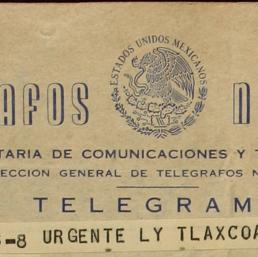 ESTADOS UNIDOS MEXICANOS
AFOS N
TARIA DE COMUNICACIONES Y T
ECCION GENERAL DE TELEGRAFOS N
TELEGRAM
-8 URGENTE LY TLAXCOA